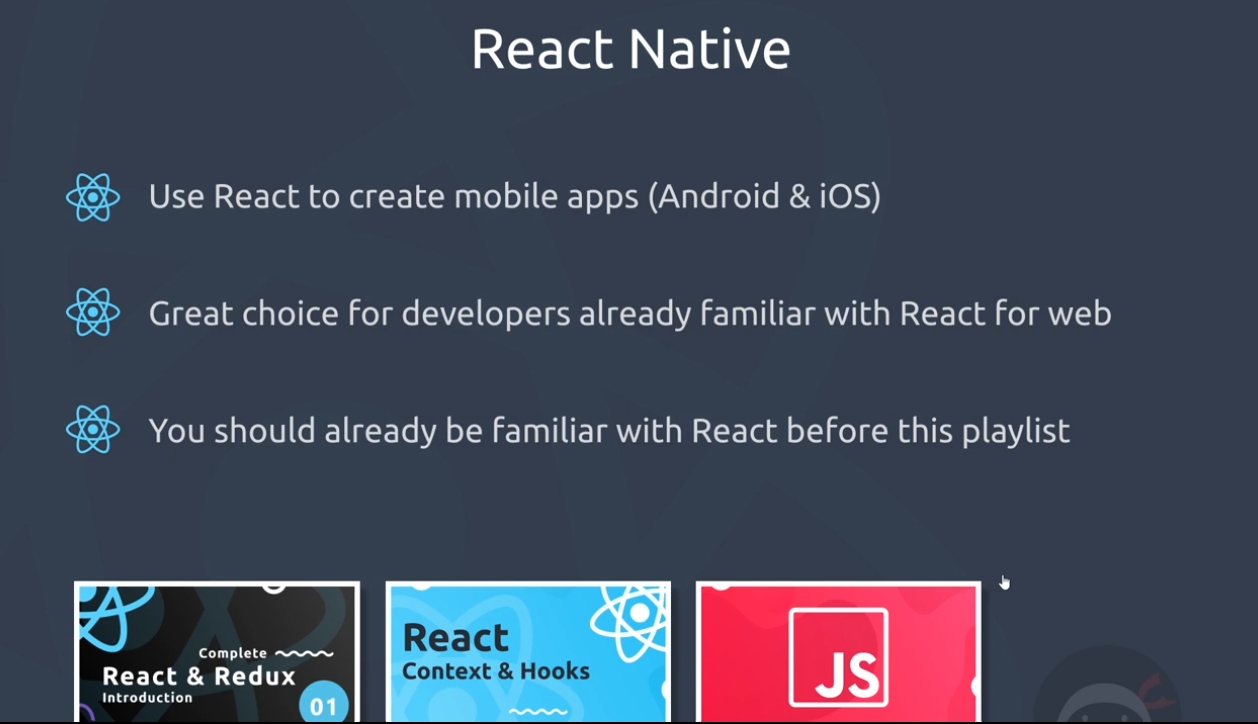 React Native
Use React to create mobile apps (Android & iOS)
Great choice for developers already familiar with React for web
You should already be familiar with React before this playlist
Complete
React & Redux
Introduction
01
React
Context & Hooks
JS